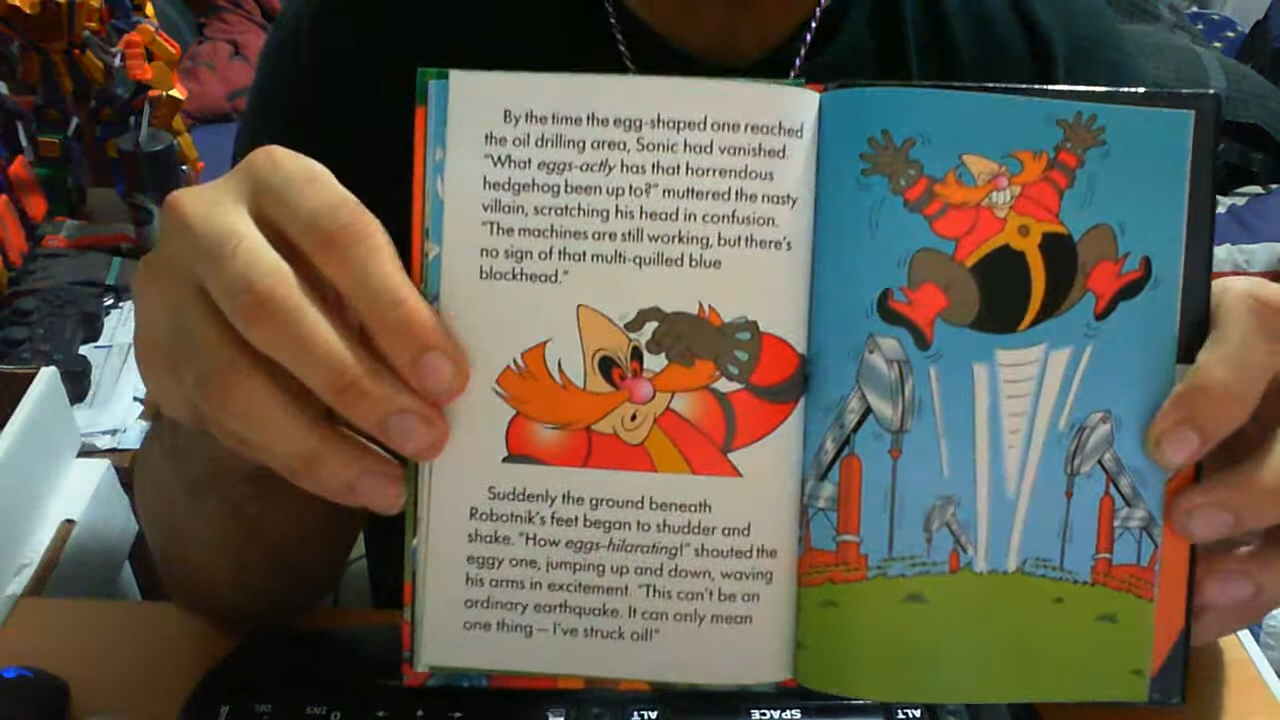 By the time the egg-shaped one reached
the oil drilling area, Sonic had vanished.
"What eggs-actly has that horrendous
hedgehog been up to?" muttered the nasty
villain, scratching his head in confusion.
"The machines are still working, but there's
no sign of that multi-quilled blue
blockhead."
Suddenly the ground beneath
Robotnik's feet began to shudder and
shake. "How eggs-hilarating!" shouted the
eggy one, jumping up and down, waving
his arms in excitement. "This can't be an
ordinary earthquake. It can only mean
one thing – I've struck oil!"
DEL INS ALT SPACE ALT